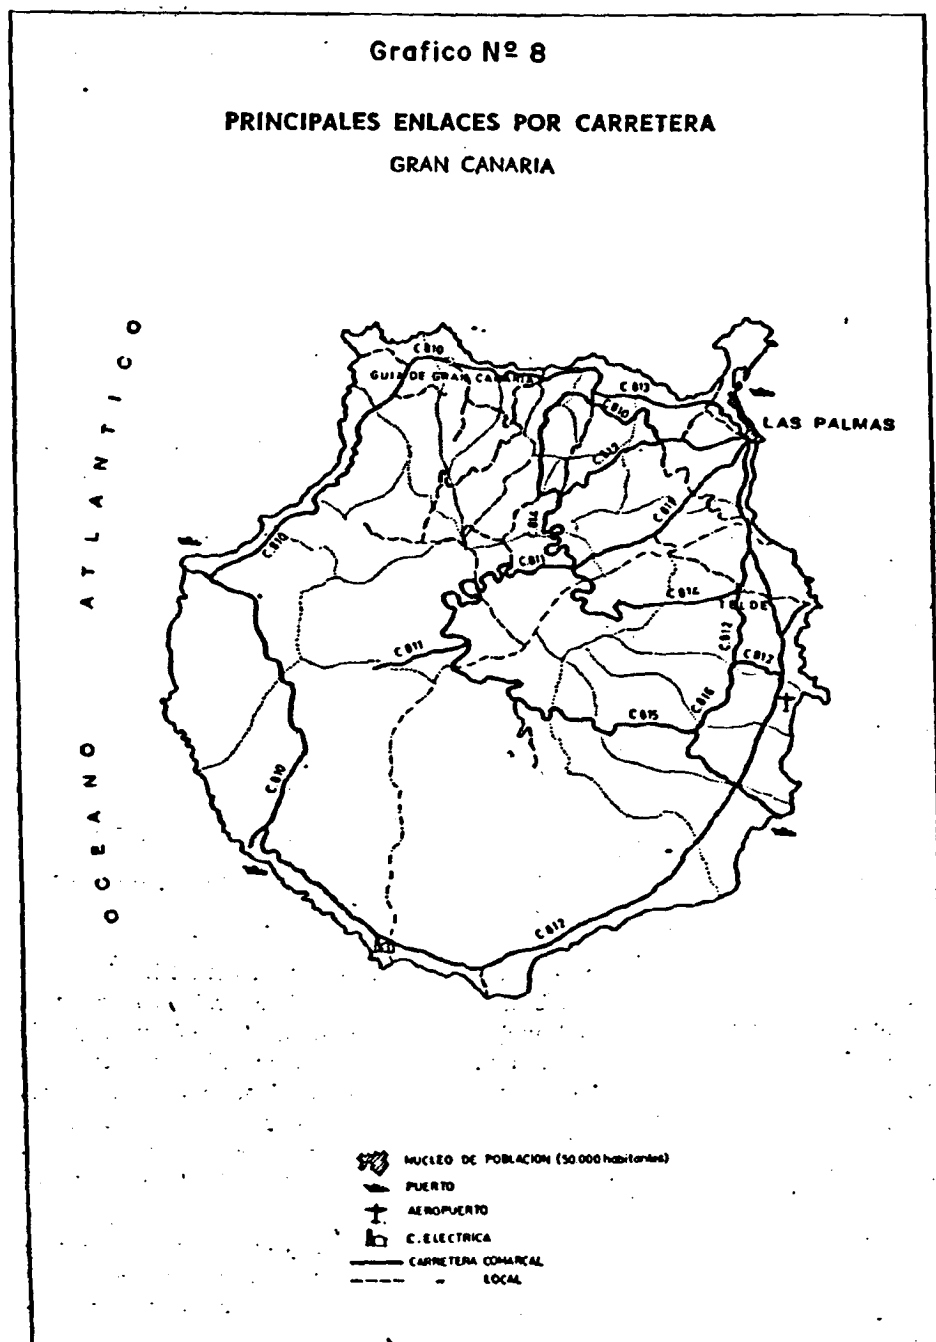 Grafico Nº 8
PRINCIPALES ENLACES POR CARRETERA
GRAN CANARIA
OCEANO ATLANTICO
C 810
GUIA DE GRAN CANARIA
C 813
C 810
LAS PALMAS
C 812
C 810
C 811
C 814
TELDE
C 811
C 812
C 812
C 816
C 815
C 810
C 812
NUCLEO DE POBLACION (50.000 habitantes)
PUERTO
AEROPUERTO
C. ELECTRICA
CARRETERA COMARCAL
" LOCAL